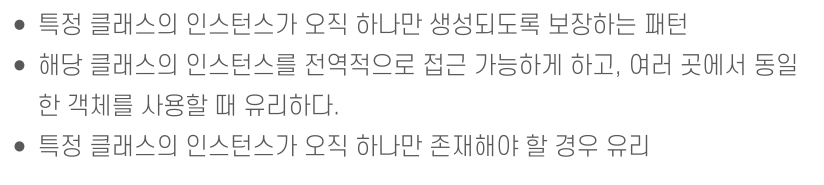 • 특정 클래스의 인스턴스가 오직 하나만 생성되도록 보장하는 패턴
• 해당 클래스의 인스턴스를 전역적으로 접근 가능하게 하고, 여러 곳에서 동일
한 객체를 사용할 때 유리하다.
• 특정 클래스의 인스턴스가 오직 하나만 존재해야 할 경우 유리